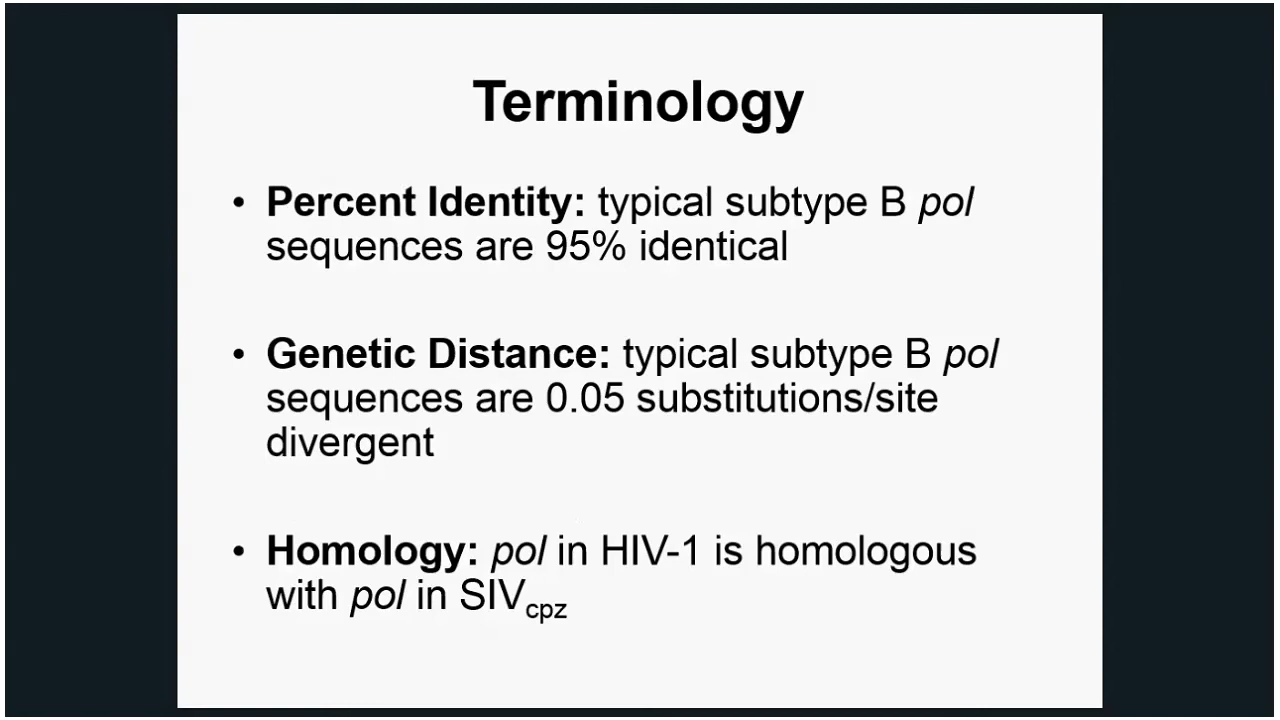 Terminology
• Percent Identity: typical subtype B pol
sequences are 95% identical
• Genetic Distance: typical subtype B pol
sequences are 0.05 substitutions/site
divergent
• Homology: pol in HIV-1 is homologous
with pol in SIVcpz